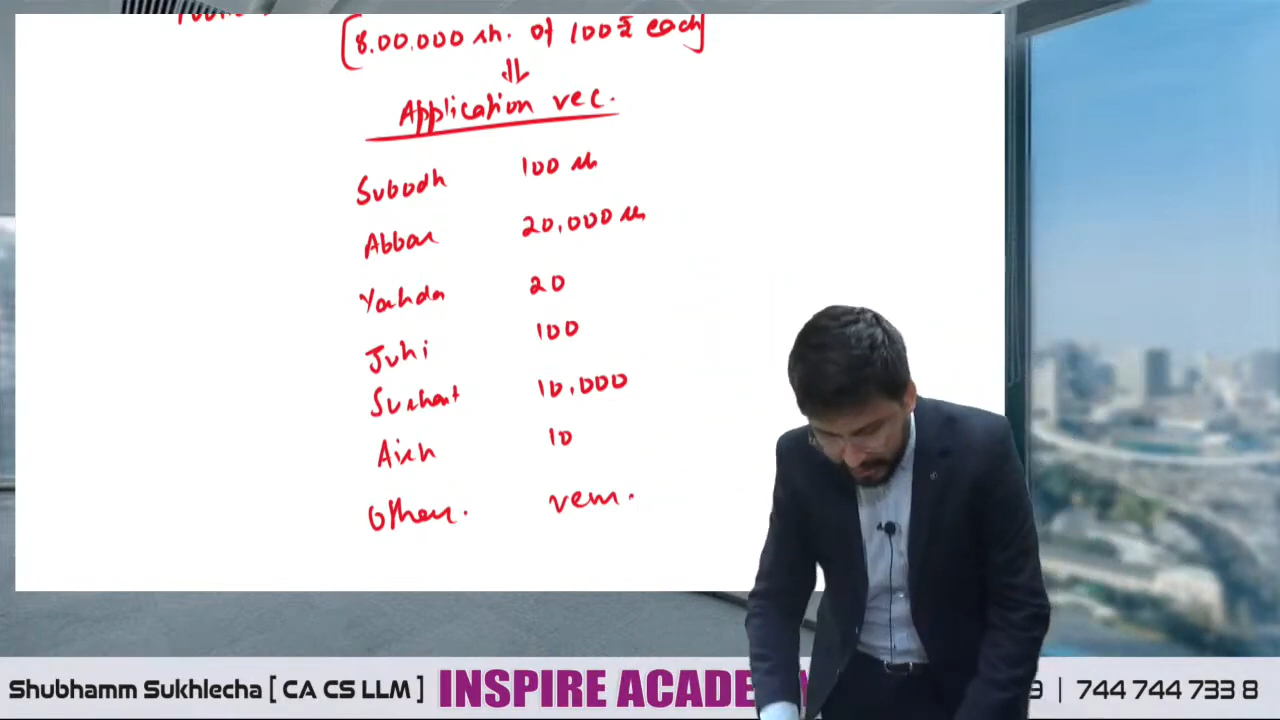 [8,00,000 sh. of 100₹ each
Application rec.
Subodh 100 sh
Abbas 20,000 sh
Yashda 20
Juhi 100
Sushant 10,000
Aish 10
Others. rem.
Shubhamm Sukhlecha [ CA CS LLM ] INSPIRE ACADE 9 | 744 744 733 8